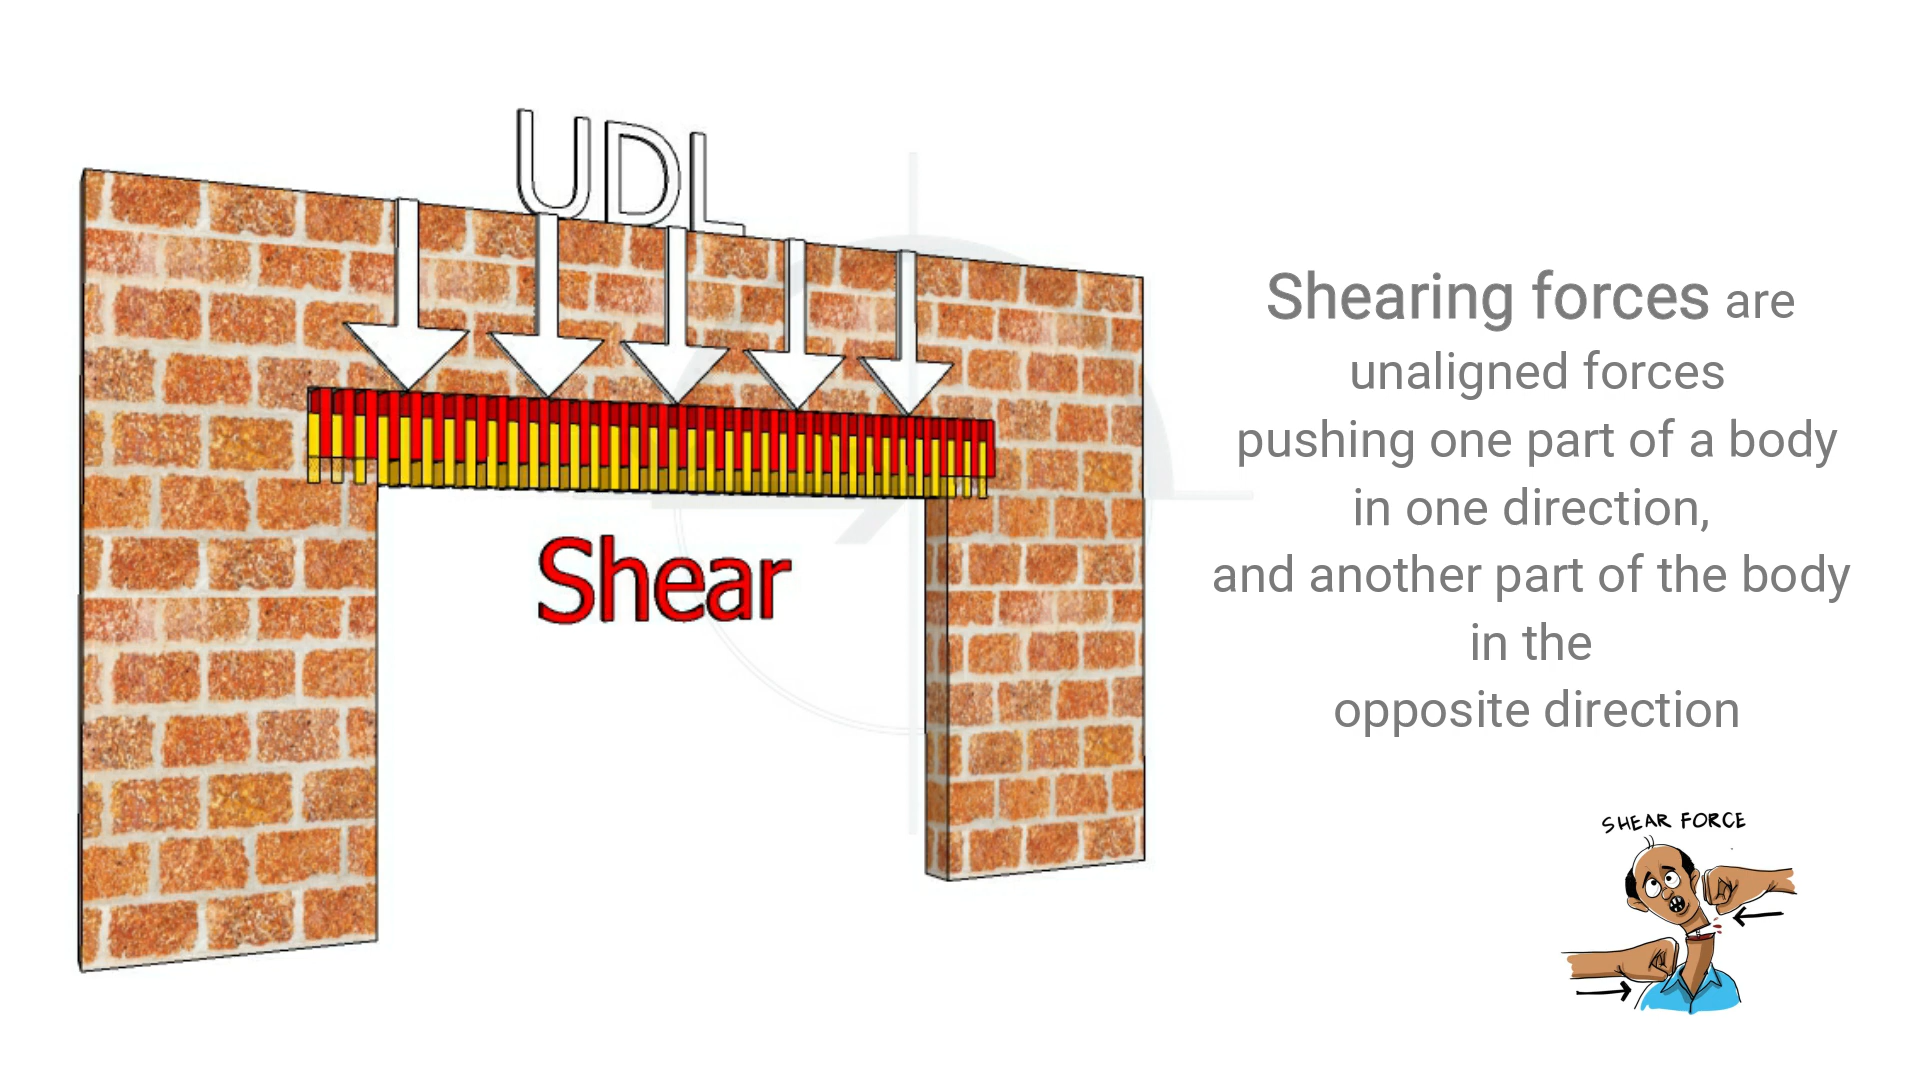 UDL
Shear
Shearing forces are
unaligned forces
pushing one part of a body
in one direction,
and another part of the body
in the
opposite direction
SHEAR FORCE